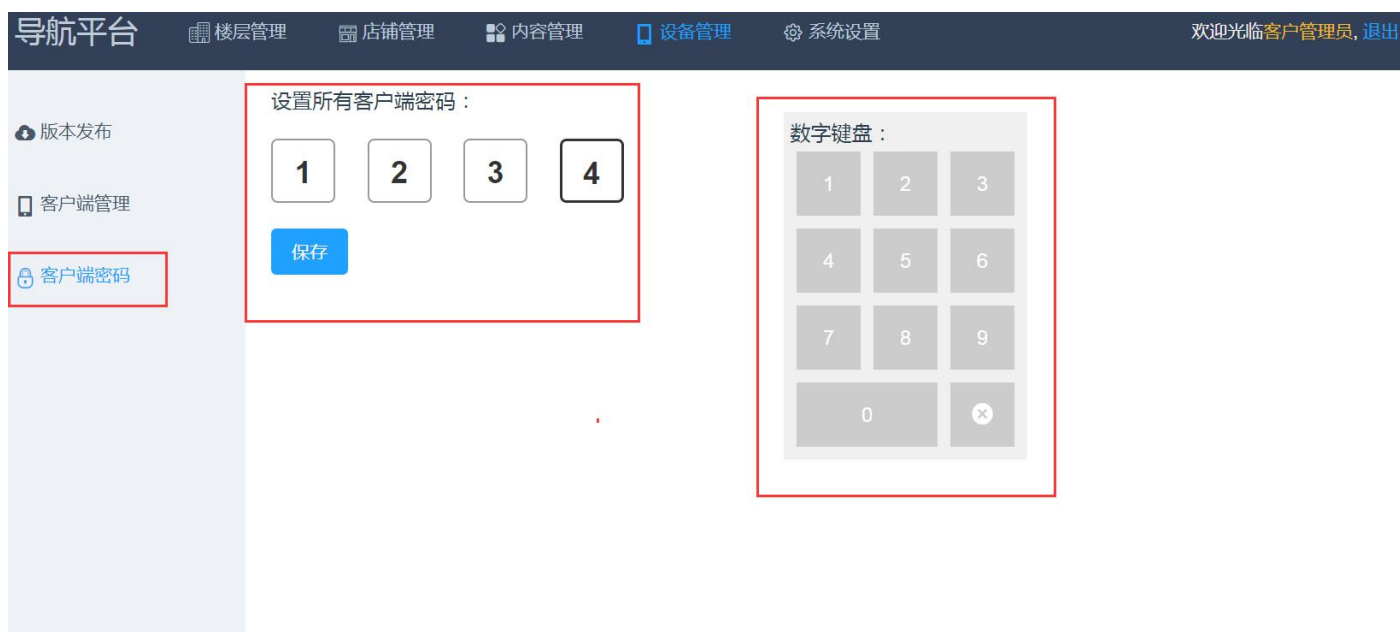 导航平台 楼层管理 店铺管理 内容管理 设备管理 系统设置 欢迎光临客户管理员, 退出
版本发布
客户端管理
客户端密码
设置所有客户端密码：
1 2 3 4
保存
数字键盘：
1 2 3
4 5 6
7 8 9
0